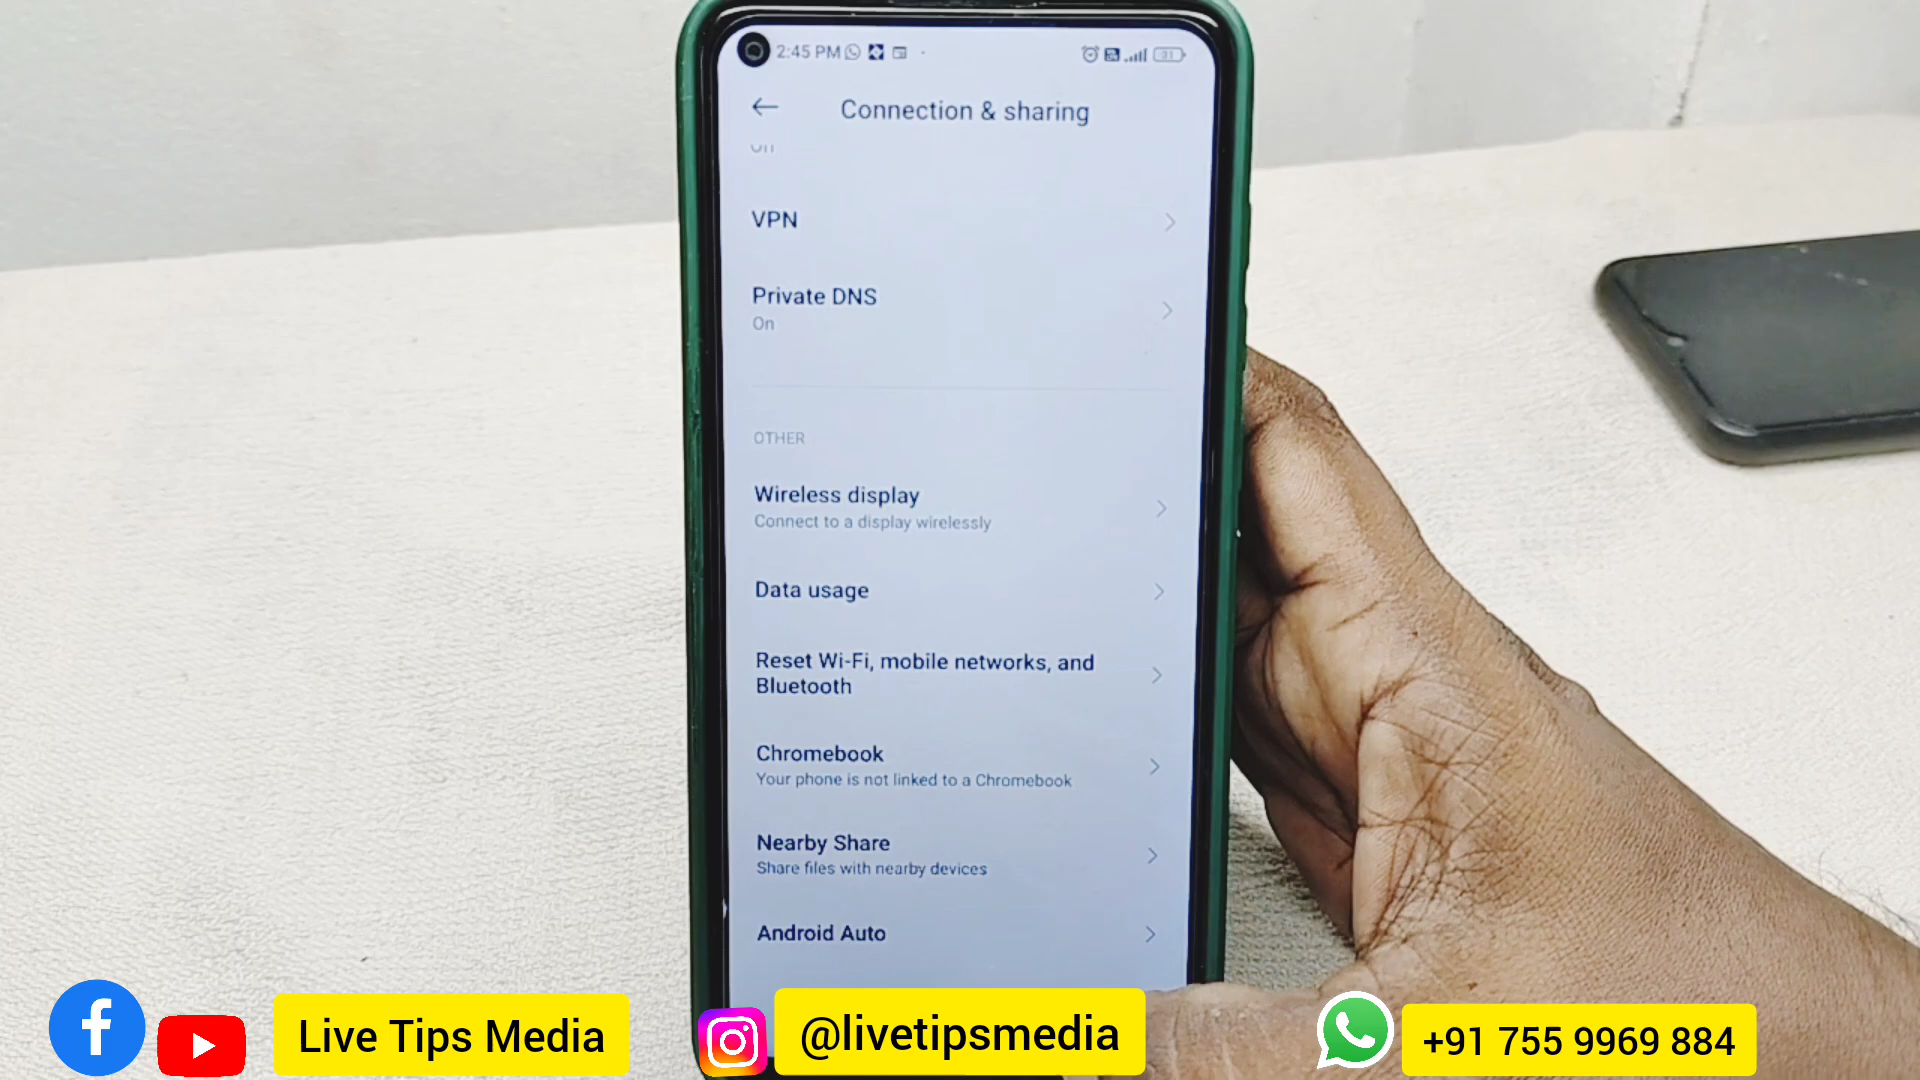 2:45 PM
31
Connection & sharing
Off
VPN
Private DNS
On
OTHER
Wireless display
Connect to a display wirelessly
Data usage
Reset Wi-Fi, mobile networks, and
Bluetooth
Chromebook
Your phone is not linked to a Chromebook
Nearby Share
Share files with nearby devices
Android Auto
Live Tips Media
@livetipsmedia
+91 755 9969 884